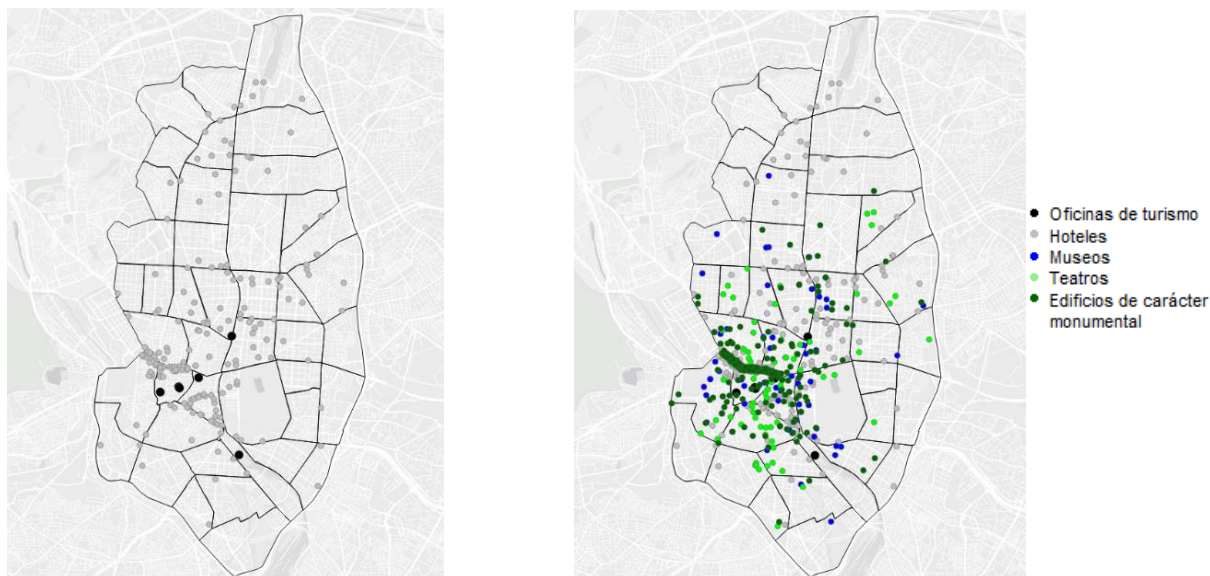 Oficinas de turismo
Hoteles
Museos
Teatros
Edificios de carácter
monumental